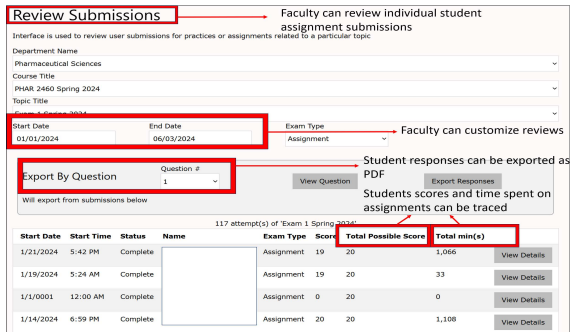 Review Submissions
Faculty can review individual student
assignment submissions
Interface is used to review user submissions for practices or assignments related to a particular topic
Department Name
Pharmaceutical Sciences
Course Title
PHAR 2460 Spring 2024
Topic Title
Exam 1 Spring 2024
Start Date End Date Exam Type
01/01/2024 06/03/2024 Assignment
Faculty can customize reviews
Student responses can be exported as
PDF
Export By Question
Question #
1
View Question
Export Responses
Will export from submissions below
Students scores and time spent on
assignments can be traced
117 attempt(s) of 'Exam 1 Spring 2024'
Start Date Start Time Status Name Exam Type Score Total Possible Score Total min(s)
1/21/2024 5:42 PM Complete Assignment 19 20 1,066 View Details
1/19/2024 5:24 AM Complete Assignment 19 20 33 View Details
1/1/0001 12:00 AM Complete Assignment 0 20 0 View Details
1/14/2024 6:59 PM Complete Assignment 20 20 1,108 View Details